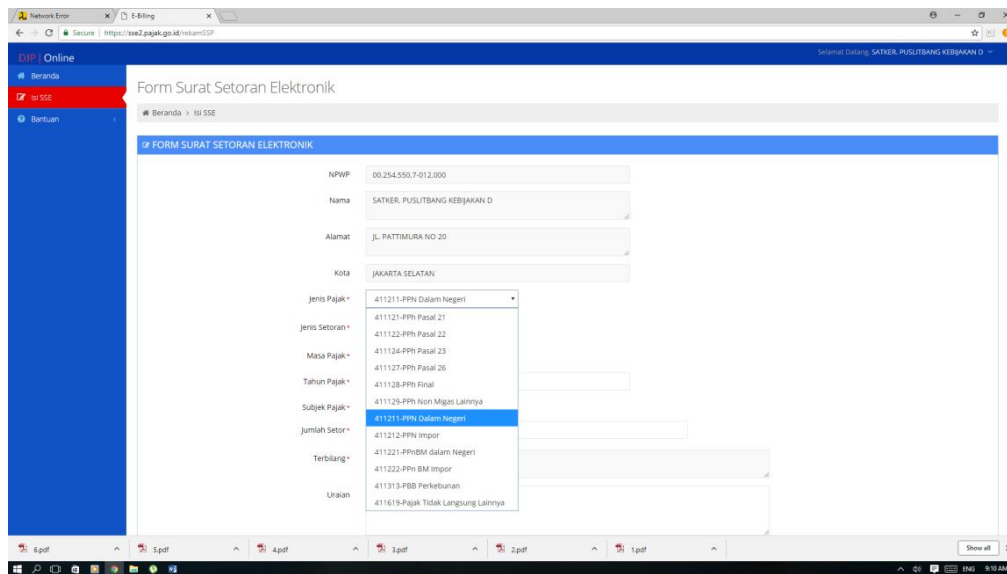 Network Error
E-Billing
Secure | https://sse2.pajak.go.id/rekamSSP
DJP | Online
Selamat Datang, SATKER. PUSLITBANG KEBIJAKAN D
Beranda
Isi SSE
Bantuan
Form Surat Setoran Elektronik
Beranda > Isi SSE
FORM SURAT SETORAN ELEKTRONIK
NPWP 00.254.550.7-012.000
Nama SATKER. PUSLITBANG KEBIJAKAN D
Alamat JL. PATTIMURA NO 20
Kota JAKARTA SELATAN
Jenis Pajak * 411211-PPN Dalam Negeri
411121-PPh Pasal 21
Jenis Setoran *
411122-PPh Pasal 22
411124-PPh Pasal 23
Masa Pajak *
411127-PPh Pasal 26
Tahun Pajak *
411128-PPh Final
411129-PPh Non Migas Lainnya
Subjek Pajak *
411211-PPN Dalam Negeri
Jumlah Setor *
411212-PPN Impor
411221-PPnBM dalam Negeri
Terbilang *
411222-PPn BM Impor
411313-PBB Perkebunan
Uraian
411619-Pajak Tidak Langsung Lainnya
6.pdf 5.pdf 4.pdf 3.pdf 2.pdf 1.pdf Show all
ENG 9:10 AM